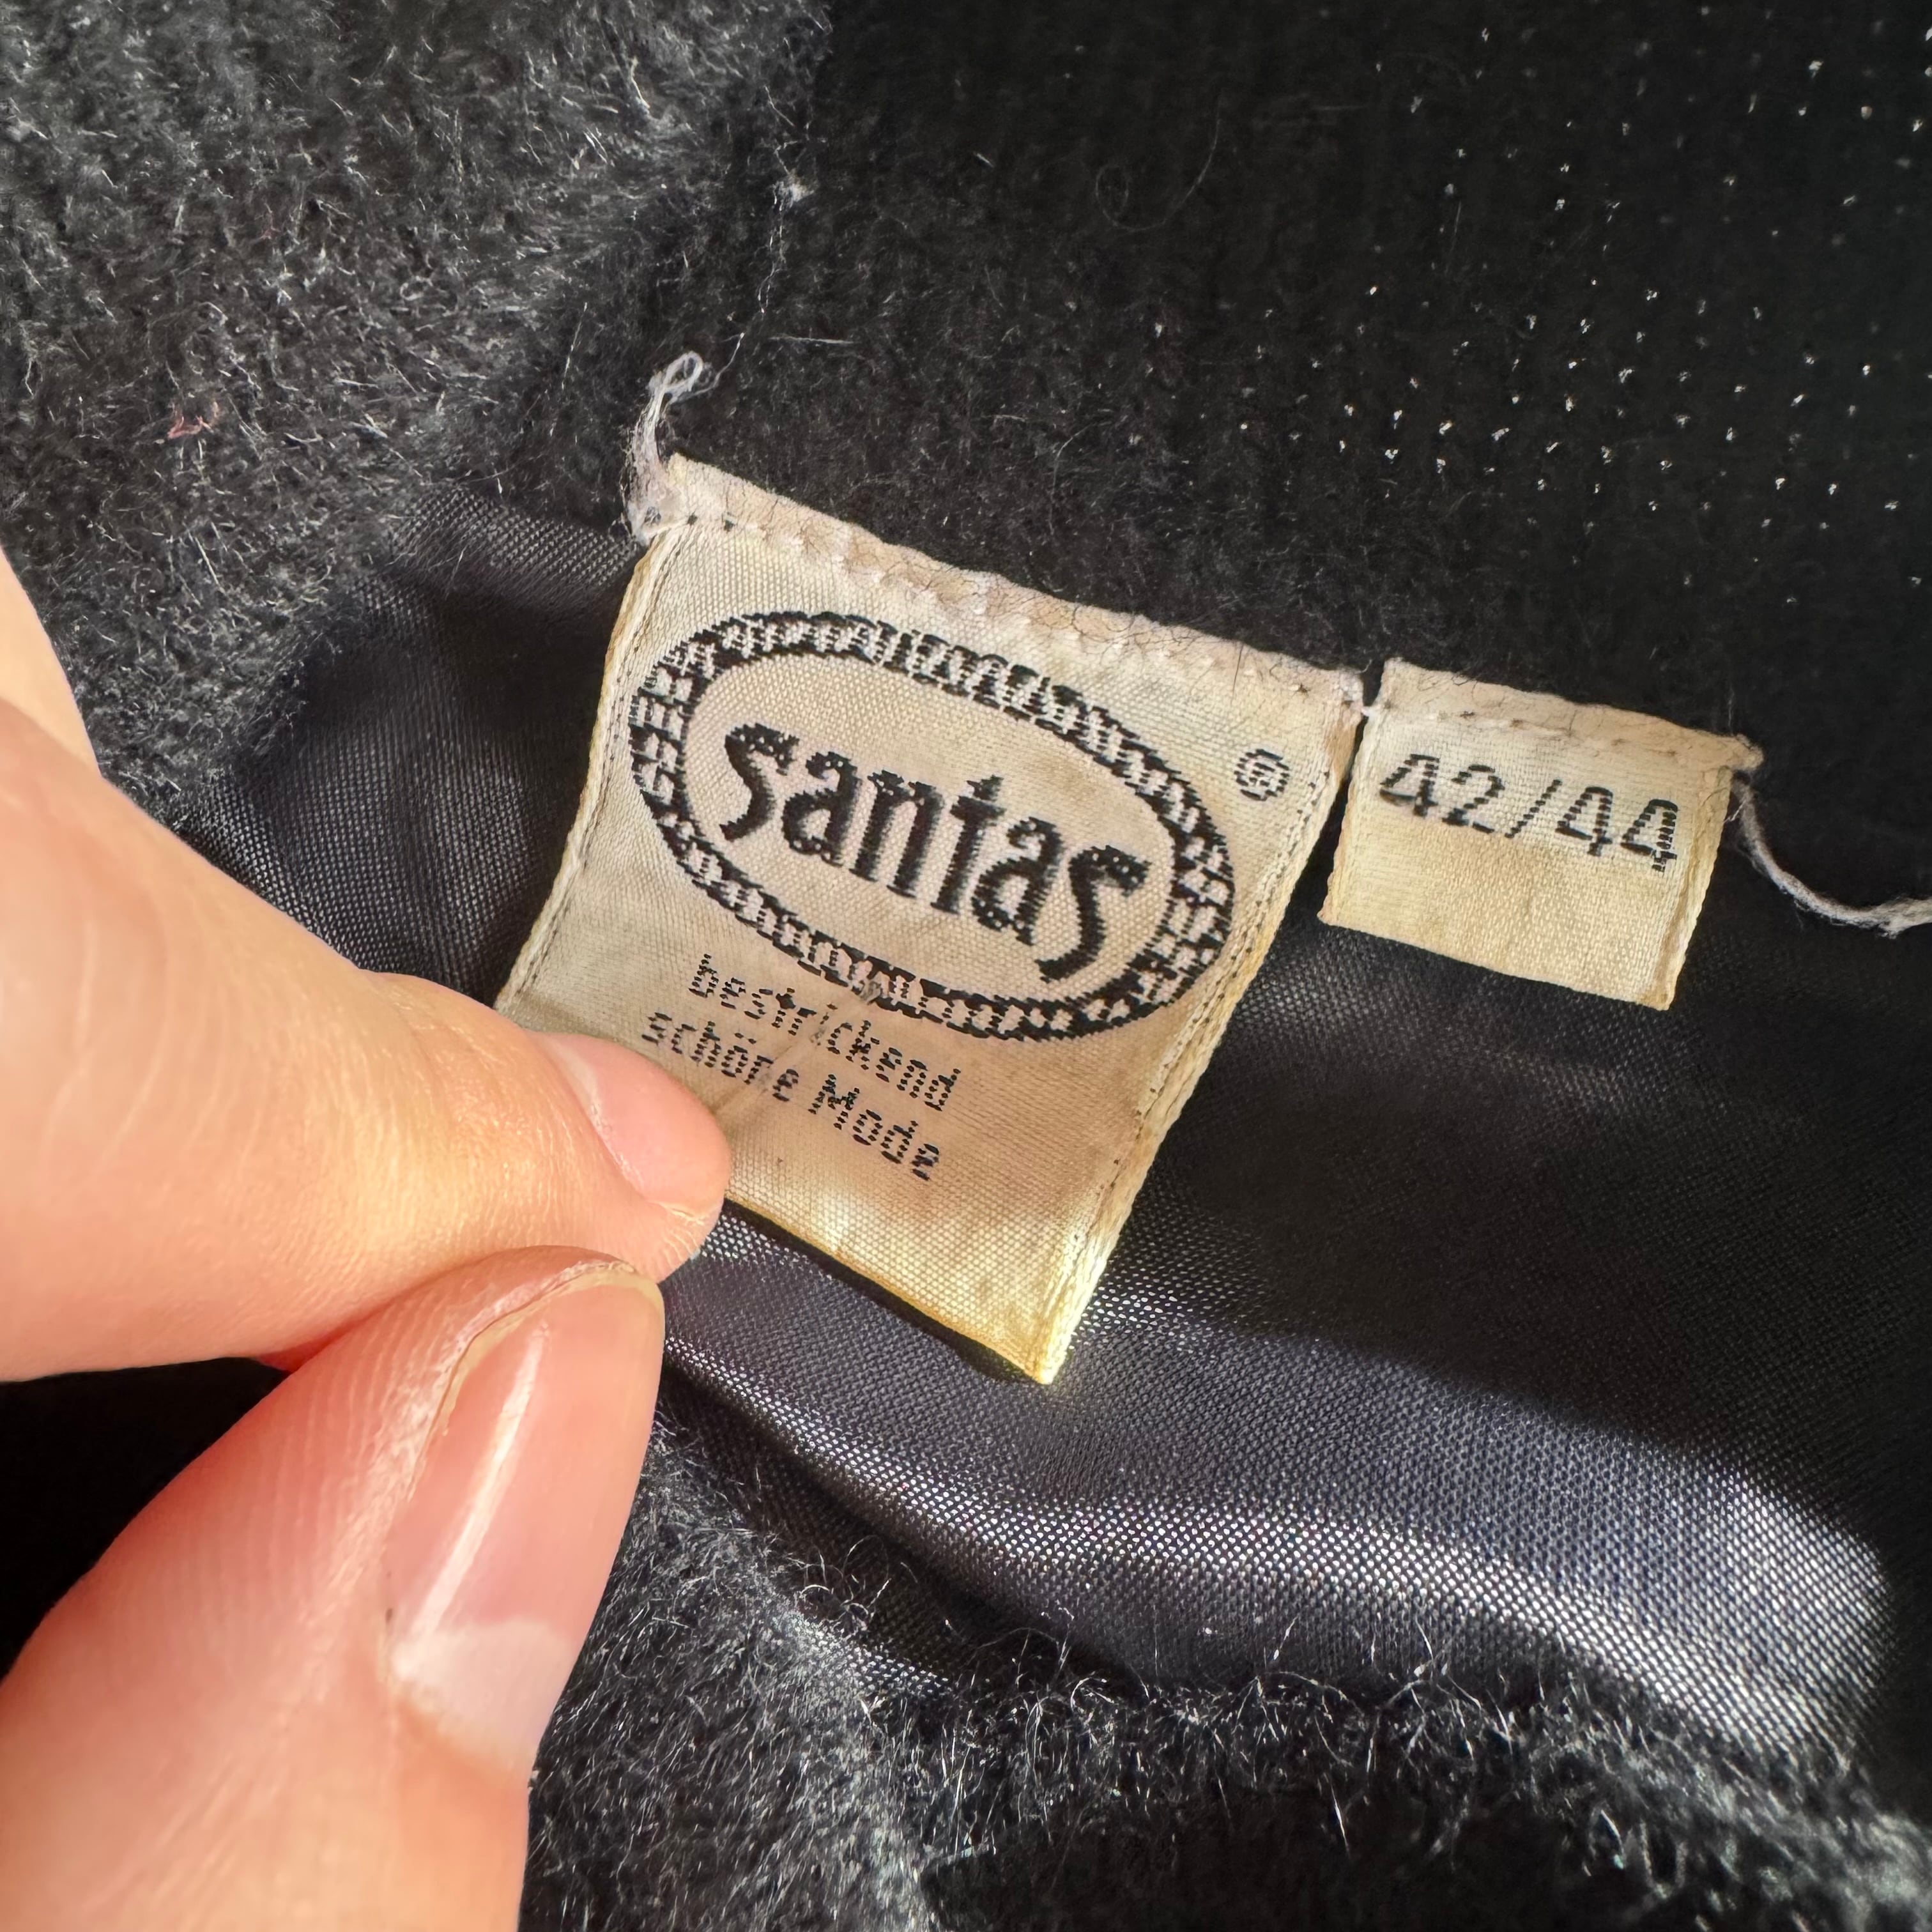 santas
®
bestrickend
schöne Mode
42/44